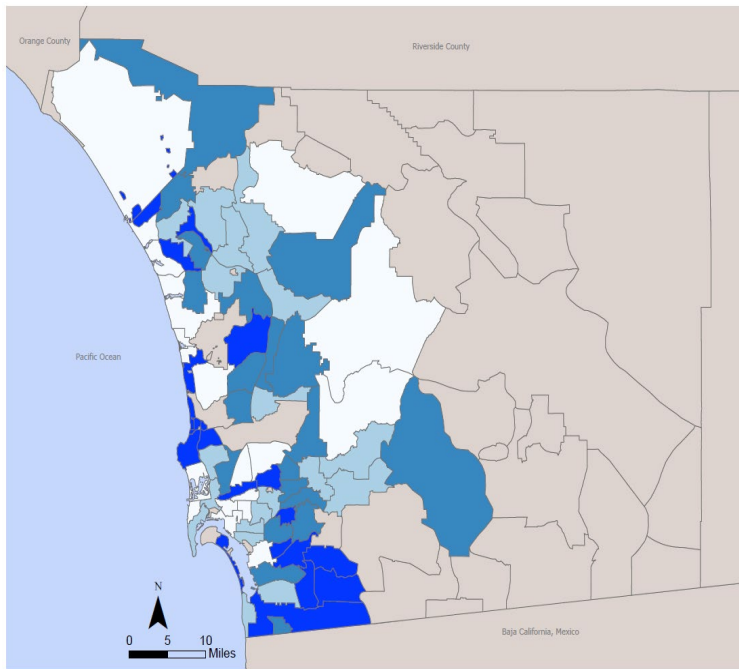 Orange County
Riverside County
Pacific Ocean
N
0 5 10
Miles
Baja California, Mexico